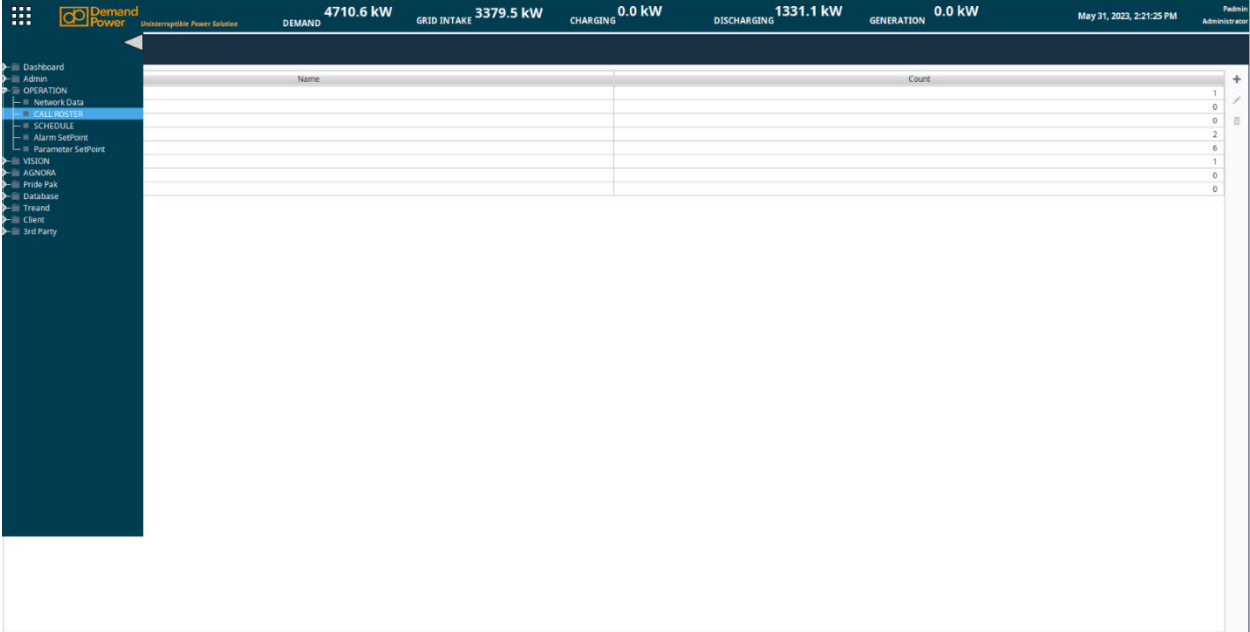 Demand Power Uninterruptible Power Solution DEMAND 4710.6 kW GRID INTAKE 3379.5 kW CHARGING 0.0 kW DISCHARGING 1331.1 kW GENERATION 0.0 kW May 31, 2023, 2:21:25 PM Padmin Administrator
Dashboard
Admin
OPERATION
Network Data
CALL ROSTER
SCHEDULE
Alarm SetPoint
Parameter SetPoint
VISION
AGNORA
Pride Pak
Database
Treand
Client
3rd Party
Name Count
1
0
0
2
6
1
0
0